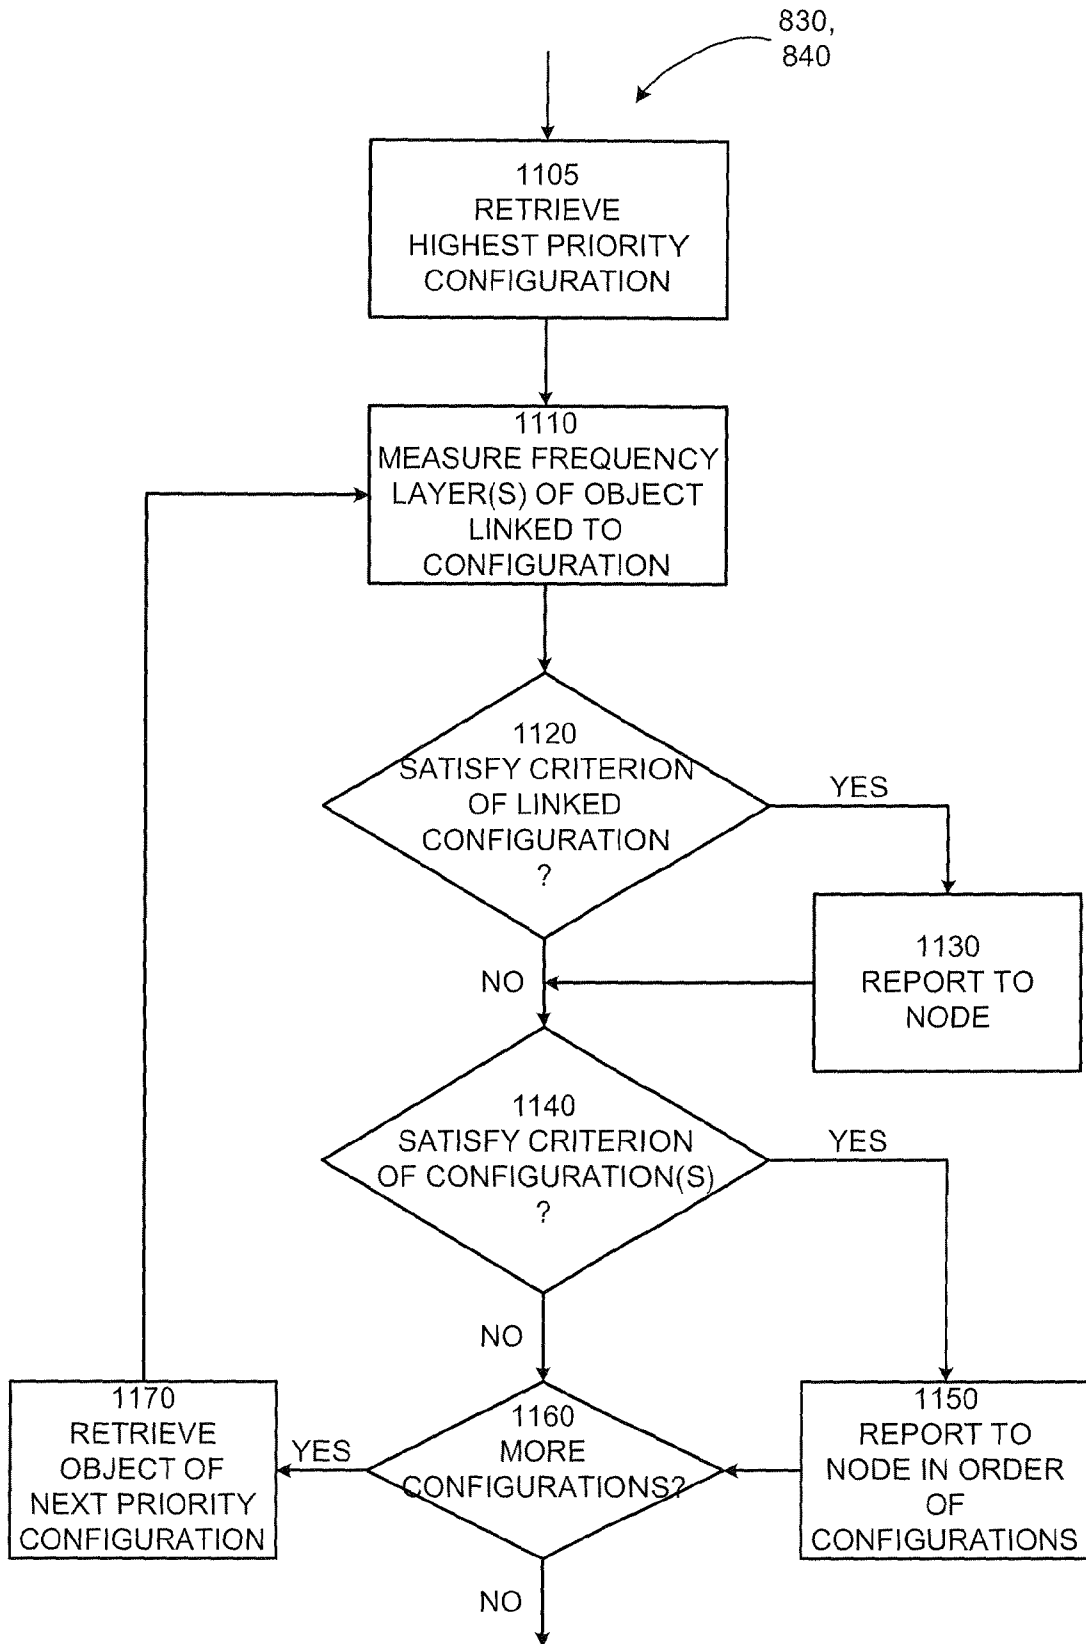 830,
840
1105
RETRIEVE
HIGHEST PRIORITY
CONFIGURATION
1110
MEASURE FREQUENCY
LAYER(S) OF OBJECT
LINKED TO
CONFIGURATION
1120
SATISFY CRITERION
OF LINKED
CONFIGURATION
?
YES
NO
1130
REPORT TO
NODE
1140
SATISFY CRITERION
OF CONFIGURATION(S)
?
YES
NO
1150
REPORT TO
NODE IN ORDER
OF
CONFIGURATIONS
1160
MORE
CONFIGURATIONS?
YES
1170
RETRIEVE
OBJECT OF
NEXT PRIORITY
CONFIGURATION
NO